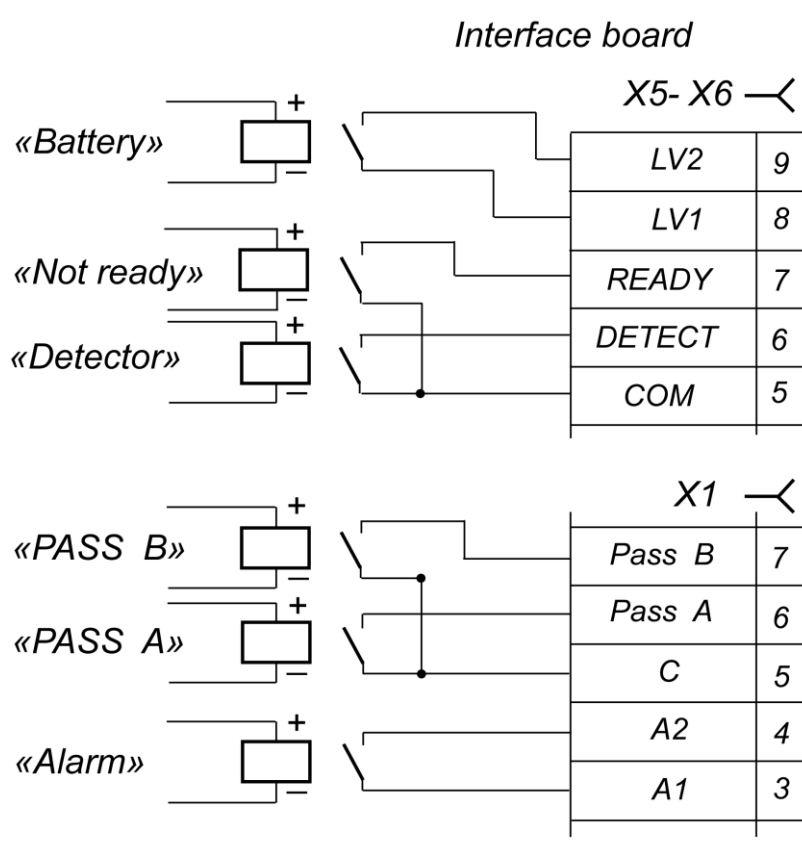 Interface board
X5- X6
+
«Battery»
–
LV2 9
LV1 8
+
«Not ready»
–
READY 7
+
«Detector»
–
DETECT 6
COM 5
X1
+
«PASS B»
–
Pass B 7
+
«PASS A»
–
Pass A 6
C 5
+
«Alarm»
–
A2 4
A1 3